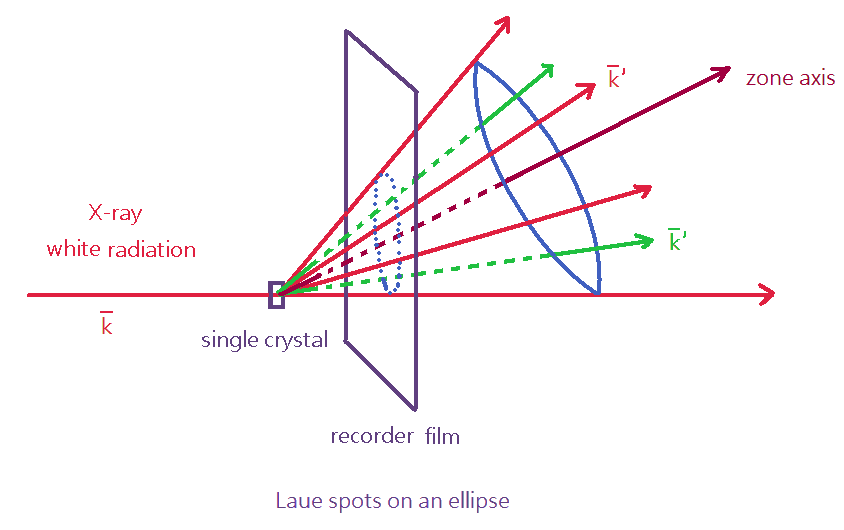 k̅'
zone axis
X-ray
white radiation
k̅'
k̅
single crystal
recorder film
Laue spots on an ellipse